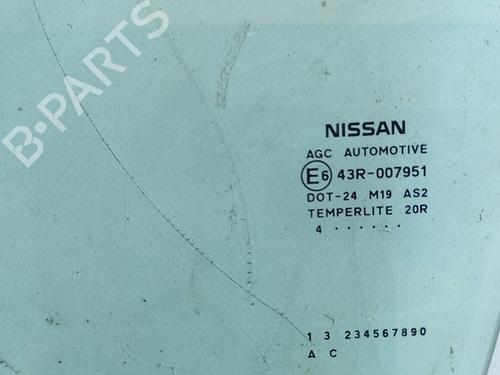 B-PARTS
NISSAN
AGC AUTOMOTIVE
E6 43R-007951
DOT-24 M19 AS2
TEMPERLITE 20R
4 ······
1 3 234567890
A C